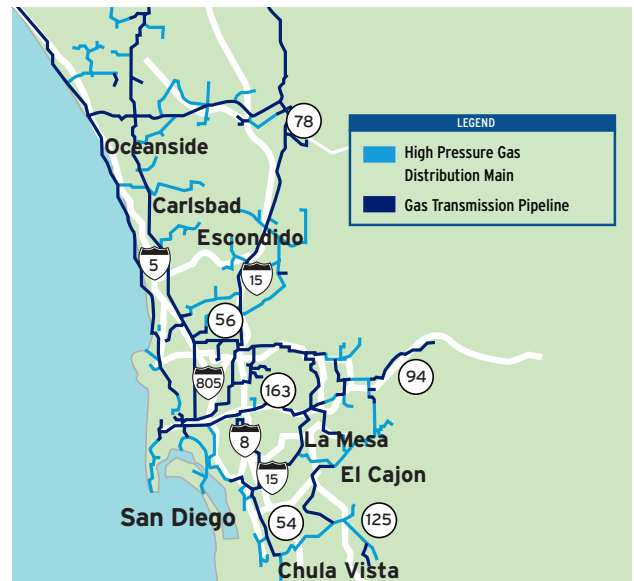 78
LEGEND
High Pressure Gas
Distribution Main
Gas Transmission Pipeline
Oceanside
Carlsbad
Escondido
5
15
56
805
163
94
8
La Mesa
15
El Cajon
San Diego
54
125
Chula Vista